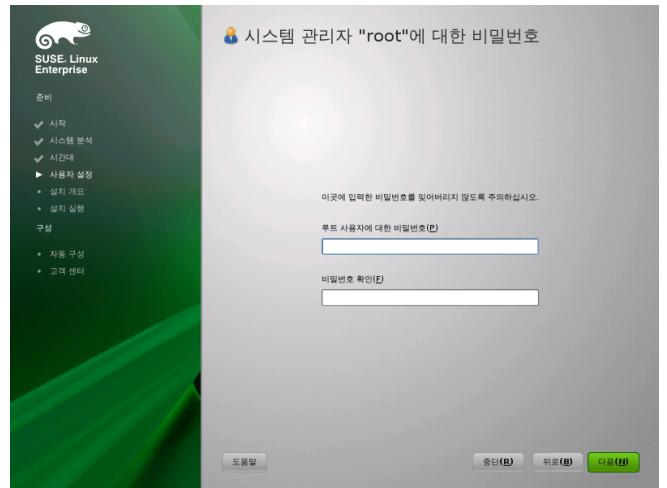 SUSE. Linux
Enterprise
준비
시작
시스템 분석
시간대
사용자 설정
설치 개요
설치 실행
구성
자동 구성
고객 센터
시스템 관리자 "root"에 대한 비밀번호
이곳에 입력한 비밀번호를 잊어버리지 않도록 주의하십시오.
루트 사용자에 대한 비밀번호(P)
비밀번호 확인(F)
도움말
중단(R)
뒤로(B)
다음(N)